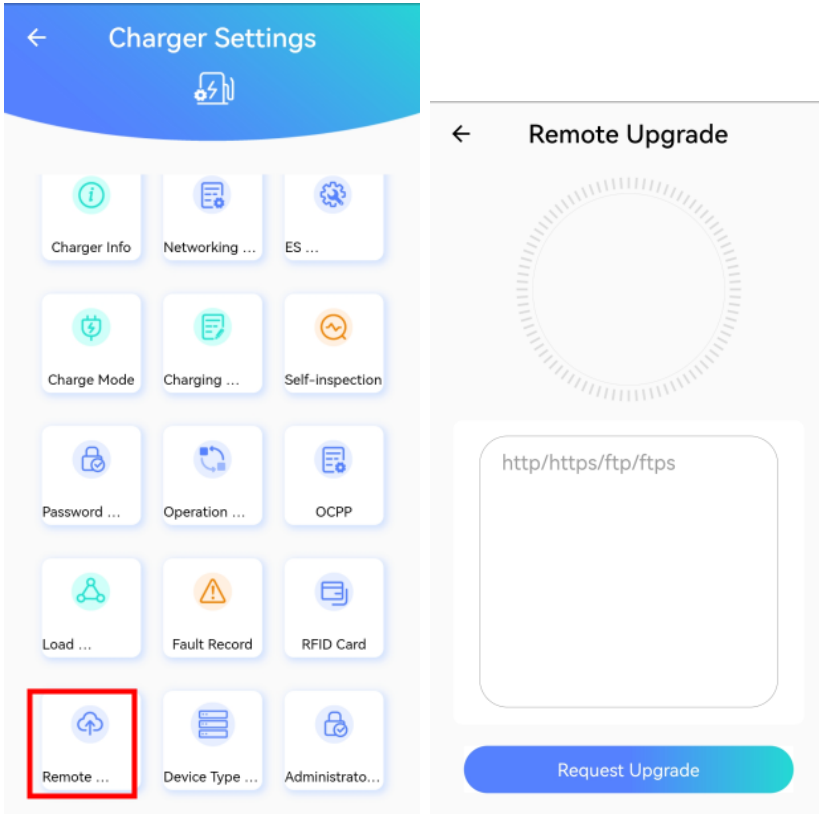 Charger Settings
Charger Info
Networking ...
ES ...
Charge Mode
Charging ...
Self-inspection
Password ...
Operation ...
OCPP
Load ...
Fault Record
RFID Card
Remote ...
Device Type ...
Administrato...
Remote Upgrade
http/https/ftp/ftps
Request Upgrade